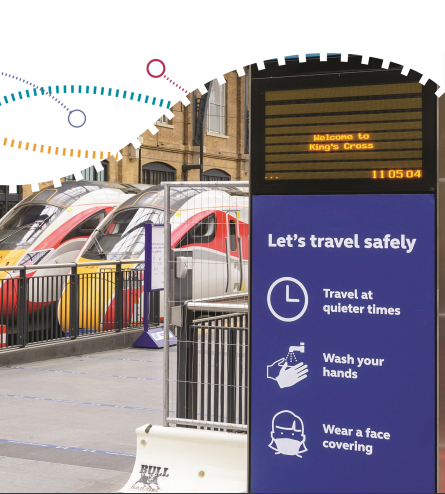 Welcome to
King's Cross
... 11 05 04
Let's travel safely
Travel at
quieter times
Wash your
hands
Wear a face
covering
BULL